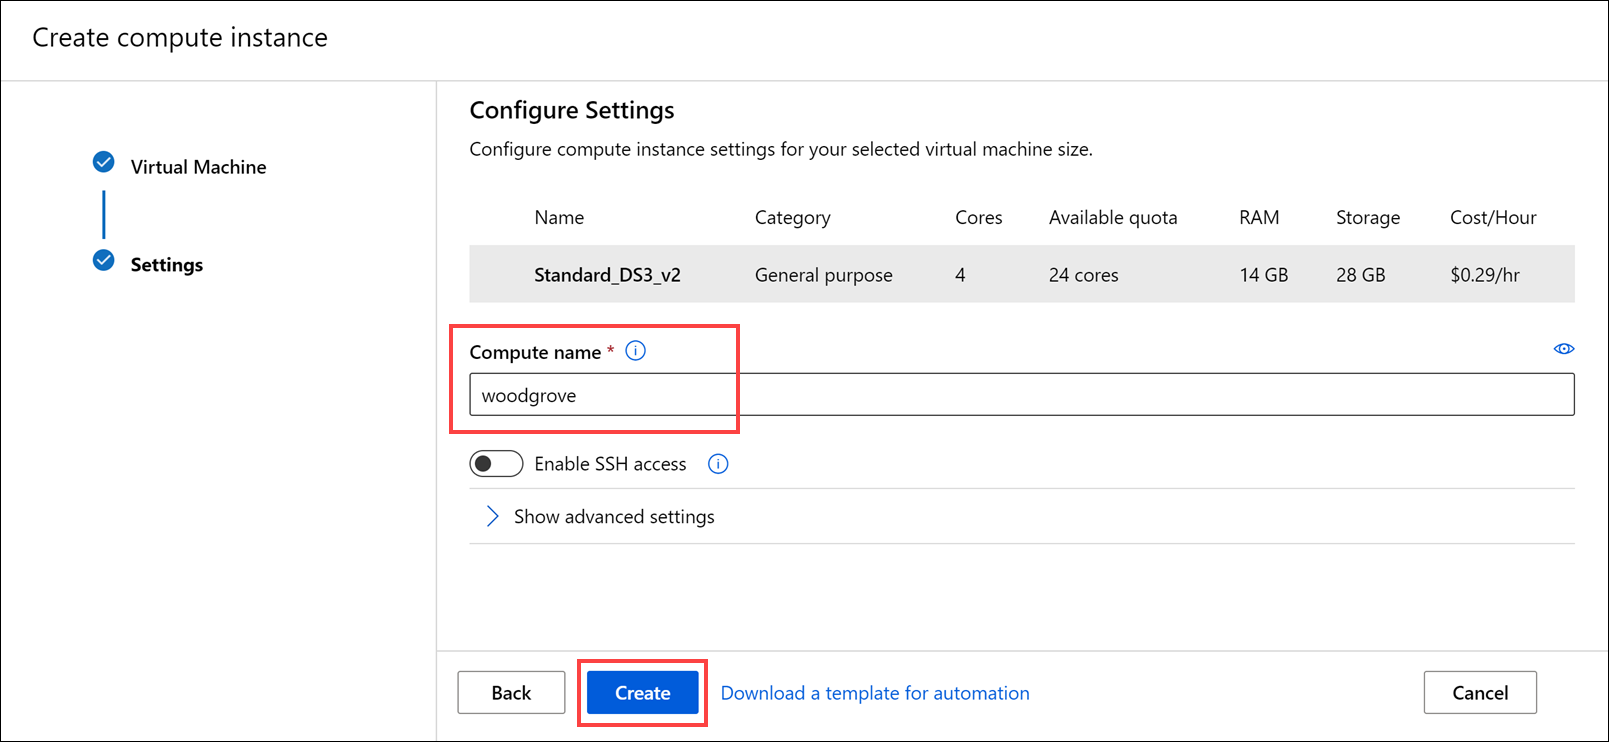 Create compute instance
Virtual Machine
Settings
Configure Settings
Configure compute instance settings for your selected virtual machine size.
Name Category Cores Available quota RAM Storage Cost/Hour
Standard_DS3_v2 General purpose 4 24 cores 14 GB 28 GB $0.29/hr
Compute name *
woodgrove
Enable SSH access
Show advanced settings
Back Create Download a template for automation Cancel